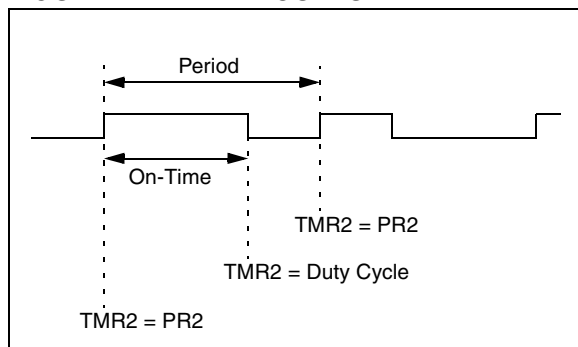 Period
On-Time
TMR2 = PR2
TMR2 = Duty Cycle
TMR2 = PR2